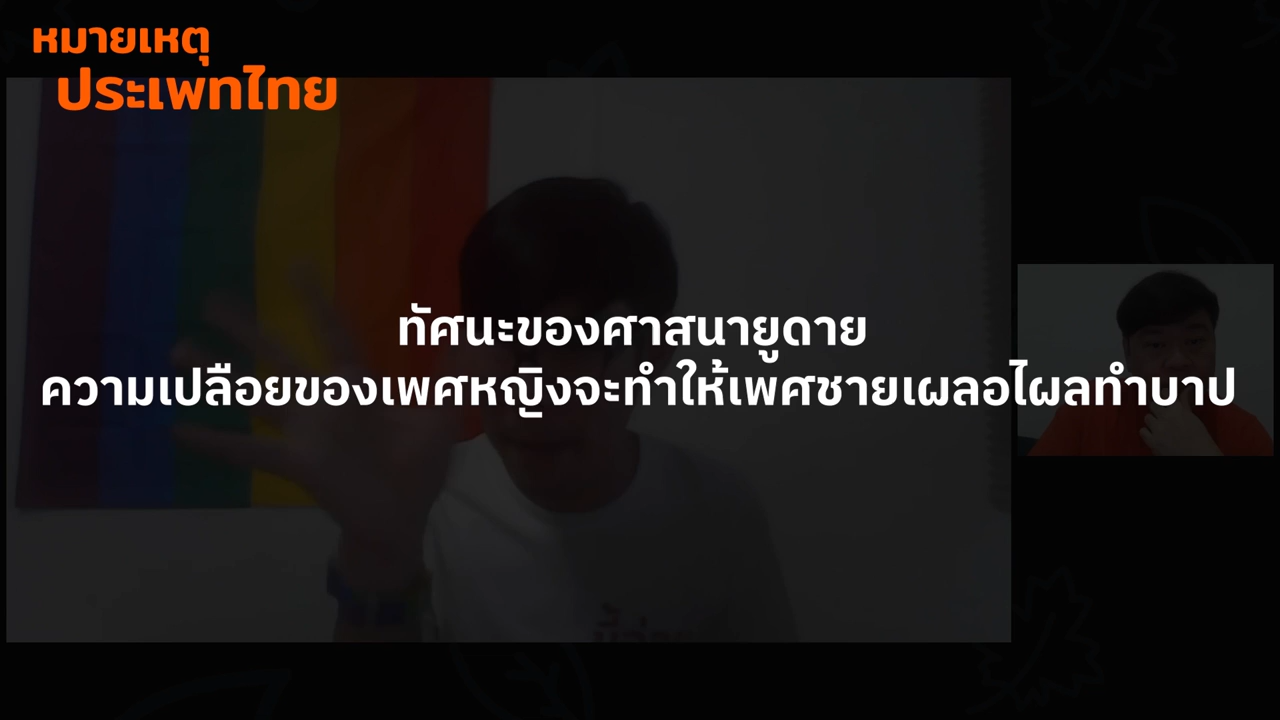 หมายเหตุ
ประเพทไทย
ทัศนะของศาสนายูดาย
ความเปลือยของเพศหญิงจะทำให้เพศชายเผลอไผลทำบาป